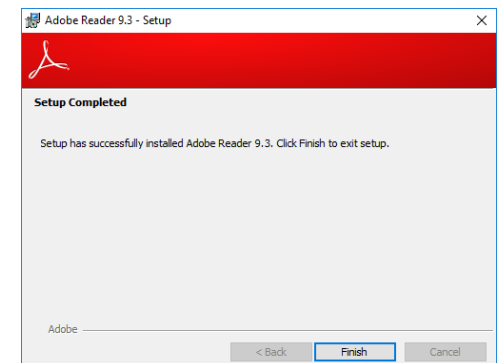 Adobe Reader 9.3 - Setup
Setup Completed
Setup has successfully installed Adobe Reader 9.3. Click Finish to exit setup.
Adobe
< Back Finish Cancel